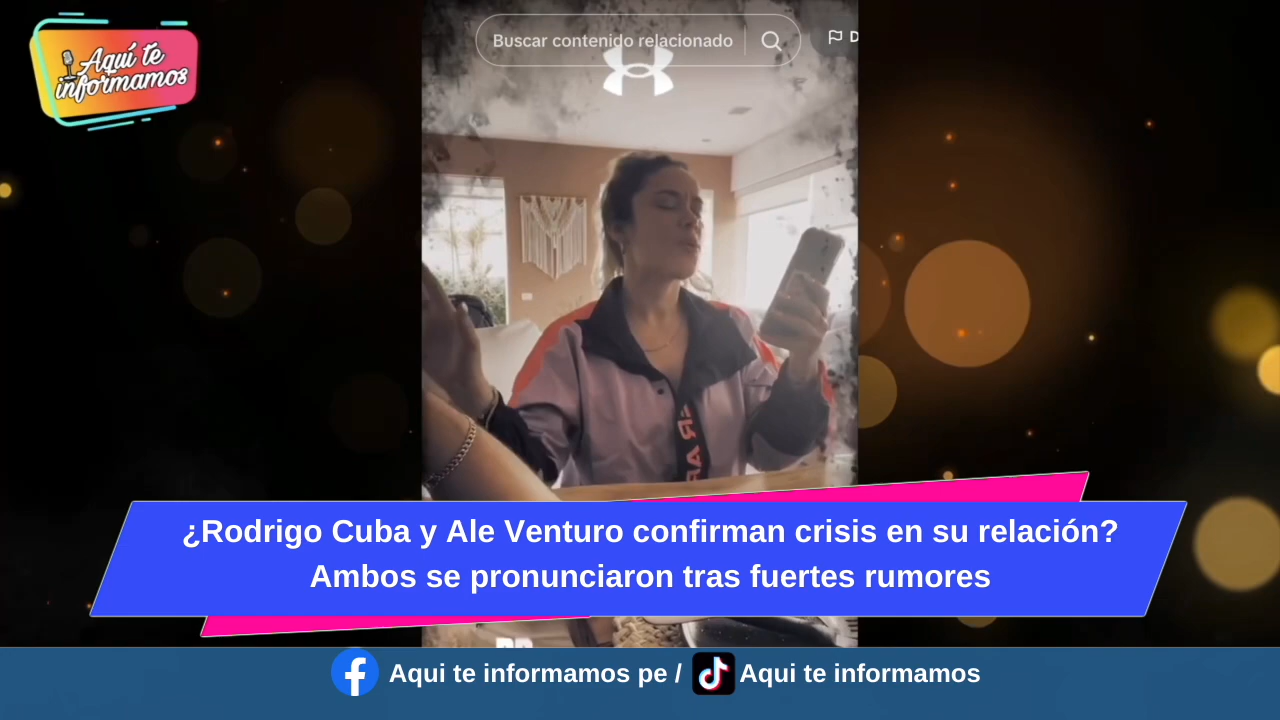 Aquí te
informamos
Buscar contenido relacionado
¿Rodrigo Cuba y Ale Venturo confirman crisis en su relación?
Ambos se pronunciaron tras fuertes rumores
Aqui te informamos pe / Aqui te informamos